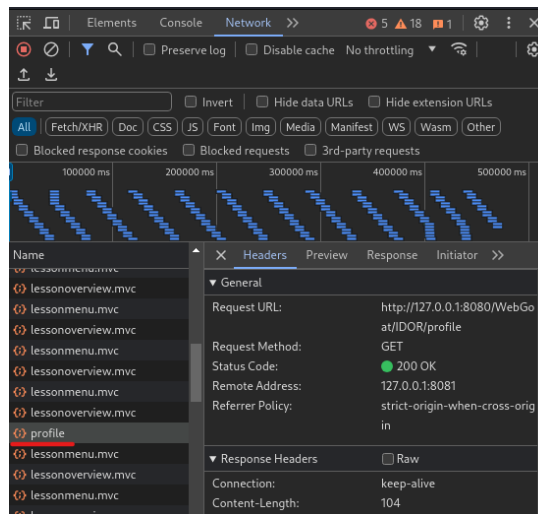 Elements Console Network 5 18 1
Preserve log Disable cache No throttling
Filter Invert Hide data URLs Hide extension URLs
All Fetch/XHR Doc CSS JS Font Img Media Manifest WS Wasm Other
Blocked response cookies Blocked requests 3rd-party requests
100000 ms 200000 ms 300000 ms 400000 ms 500000 ms
Name
lessonmenu.mvc
lessonoverview.mvc
lessonmenu.mvc
lessonoverview.mvc
lessonmenu.mvc
lessonoverview.mvc
lessonmenu.mvc
lessonoverview.mvc
profile
lessonmenu.mvc
lessonoverview.mvc
lessonmenu.mvc
Headers Preview Response Initiator
General
Request URL: http://127.0.0.1:8080/WebGo
at/IDOR/profile
Request Method: GET
Status Code: 200 OK
Remote Address: 127.0.0.1:8081
Referrer Policy: strict-origin-when-cross-orig
in
Response Headers Raw
Connection: keep-alive
Content-Length: 104